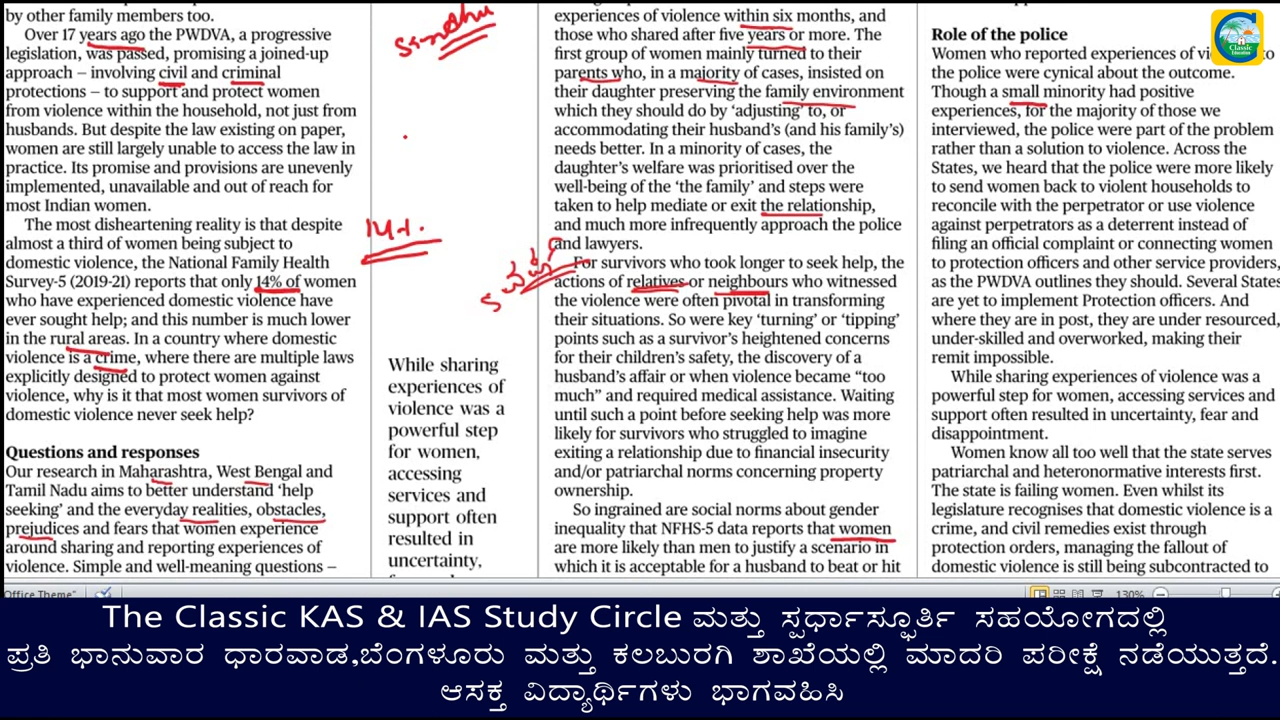 by other family members too.
Over 17 years ago the PWDVA, a progressive
legislation, was passed, promising a joined-up
approach – involving civil and criminal
protections – to support and protect women
from violence within the household, not just from
husbands. But despite the law existing on paper,
women are still largely unable to access the law in
practice. Its promise and provisions are unevenly
implemented, unavailable and out of reach for
most Indian women.
The most disheartening reality is that despite
almost a third of women being subject to
domestic violence, the National Family Health
Survey-5 (2019-21) reports that only 14% of women
who have experienced domestic violence have
ever sought help; and this number is much lower
in the rural areas. In a country where domestic
violence is a crime, where there are multiple laws
explicitly designed to protect women against
violence, why is it that most women survivors of
domestic violence never seek help?
Questions and responses
Our research in Maharashtra, West Bengal and
Tamil Nadu aims to better understand ‘help
seeking’ and the everyday realities, obstacles,
prejudices and fears that women experience
around sharing and reporting experiences of
violence. Simple and well-meaning questions –
14%.
While sharing
experiences of
violence was a
powerful step
for women,
accessing
services and
support often
resulted in
uncertainty,
experiences of violence within six months, and
those who shared after five years or more. The
first group of women mainly turned to their
parents who, in a majority of cases, insisted on
their daughter preserving the family environment
which they should do by ‘adjusting’ to, or
accommodating their husband’s (and his family’s)
needs better. In a minority of cases, the
daughter’s welfare was prioritised over the
well-being of the ‘the family’ and steps were
taken to help mediate or exit the relationship,
and much more infrequently approach the police
and lawyers.
For survivors who took longer to seek help, the
actions of relatives or neighbours who witnessed
the violence were often pivotal in transforming
their situations. So were key ‘turning’ or ‘tipping’
points such as a survivor’s heightened concerns
for their children’s safety, the discovery of a
husband’s affair or when violence became “too
much” and required medical assistance. Waiting
until such a point before seeking help was more
likely for survivors who struggled to imagine
exiting a relationship due to financial insecurity
and/or patriarchal norms concerning property
ownership.
So ingrained are social norms about gender
inequality that NFHS-5 data reports that women
are more likely than men to justify a scenario in
which it is acceptable for a husband to beat or hit
Role of the police
Women who reported experiences of to
the police were cynical about the outcome.
Though a small minority had positive
experiences, for the majority of those we
interviewed, the police were part of the problem
rather than a solution to violence. Across the
States, we heard that the police were more likely
to send women back to violent households to
reconcile with the perpetrator or use violence
against perpetrators as a deterrent instead of
filing an official complaint or connecting women
to protection officers and other service providers,
as the PWDVA outlines they should. Several States
are yet to implement Protection officers. And
where they are in post, they are under resourced,
under-skilled and overworked, making their
remit impossible.
While sharing experiences of violence was a
powerful step for women, accessing services and
support often resulted in uncertainty, fear and
disappointment.
Women know all too well that the state serves
patriarchal and heteronormative interests first.
The state is failing women. Even whilst its
legislature recognises that domestic violence is a
crime, and civil remedies exist through
protection orders, managing the fallout of
domestic violence is still being subcontracted to
Classic
Education
Office Theme"
130%
The Classic KAS & IAS Study Circle ಮತ್ತು ಸ್ಪರ್ಧಾಸ್ಫೂರ್ತಿ ಸಹಯೋಗದಲ್ಲಿ
ಪ್ರತಿ ಭಾನುವಾರ ಧಾರವಾಡ,ಬೆಂಗಳೂರು ಮತ್ತು ಕಲಬುರಗಿ ಶಾಖೆಯಲ್ಲಿ ಮಾದರಿ ಪರೀಕ್ಷೆ ನಡೆಯುತ್ತದೆ.
ಆಸಕ್ತ ವಿದ್ಯಾರ್ಥಿಗಳು ಭಾಗವಹಿಸಿ